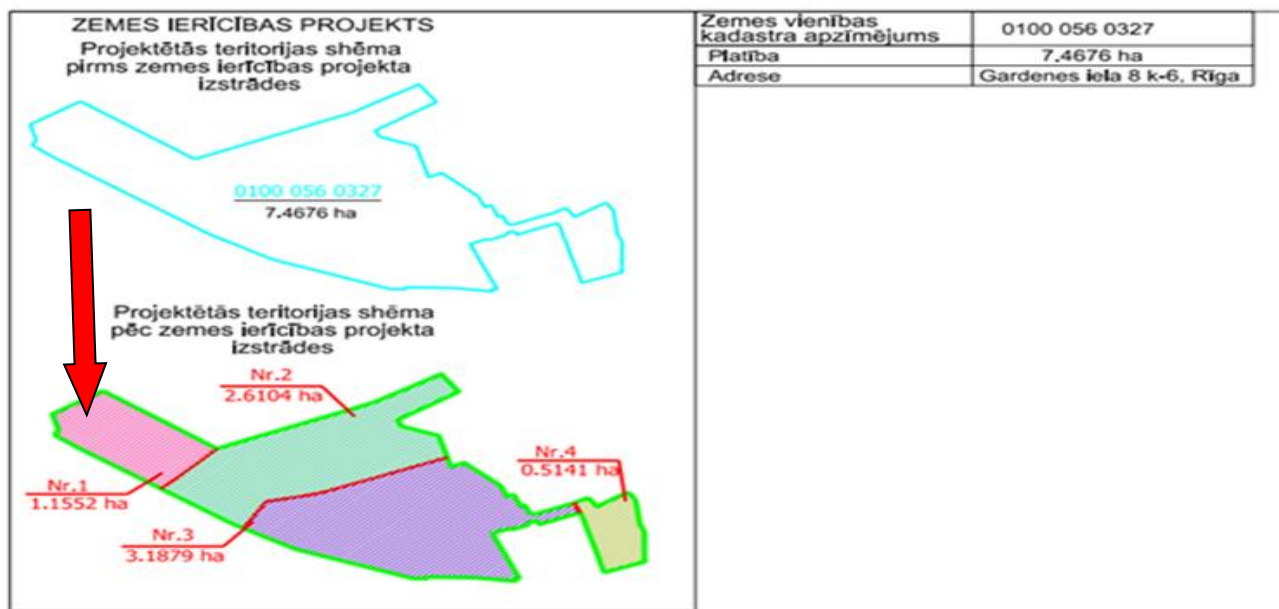 ZEMES IERĪCĪBAS PROJEKTS
Projektētās teritorijas shēma
pirms zemes ierīcības projekta
izstrādes
0100 056 0327
7.4676 ha
Projektētās teritorijas shēma
pēc zemes ierīcības projekta
izstrādes
Nr.2
2.6104 ha
Nr.4
0.5141 ha
Nr.1
1.1552 ha
Nr.3
3.1879 ha
Zemes vienības
kadastra apzīmējums
0100 056 0327
Platība
7.4676 ha
Adrese
Gardenes iela 8 k-6, Rīga